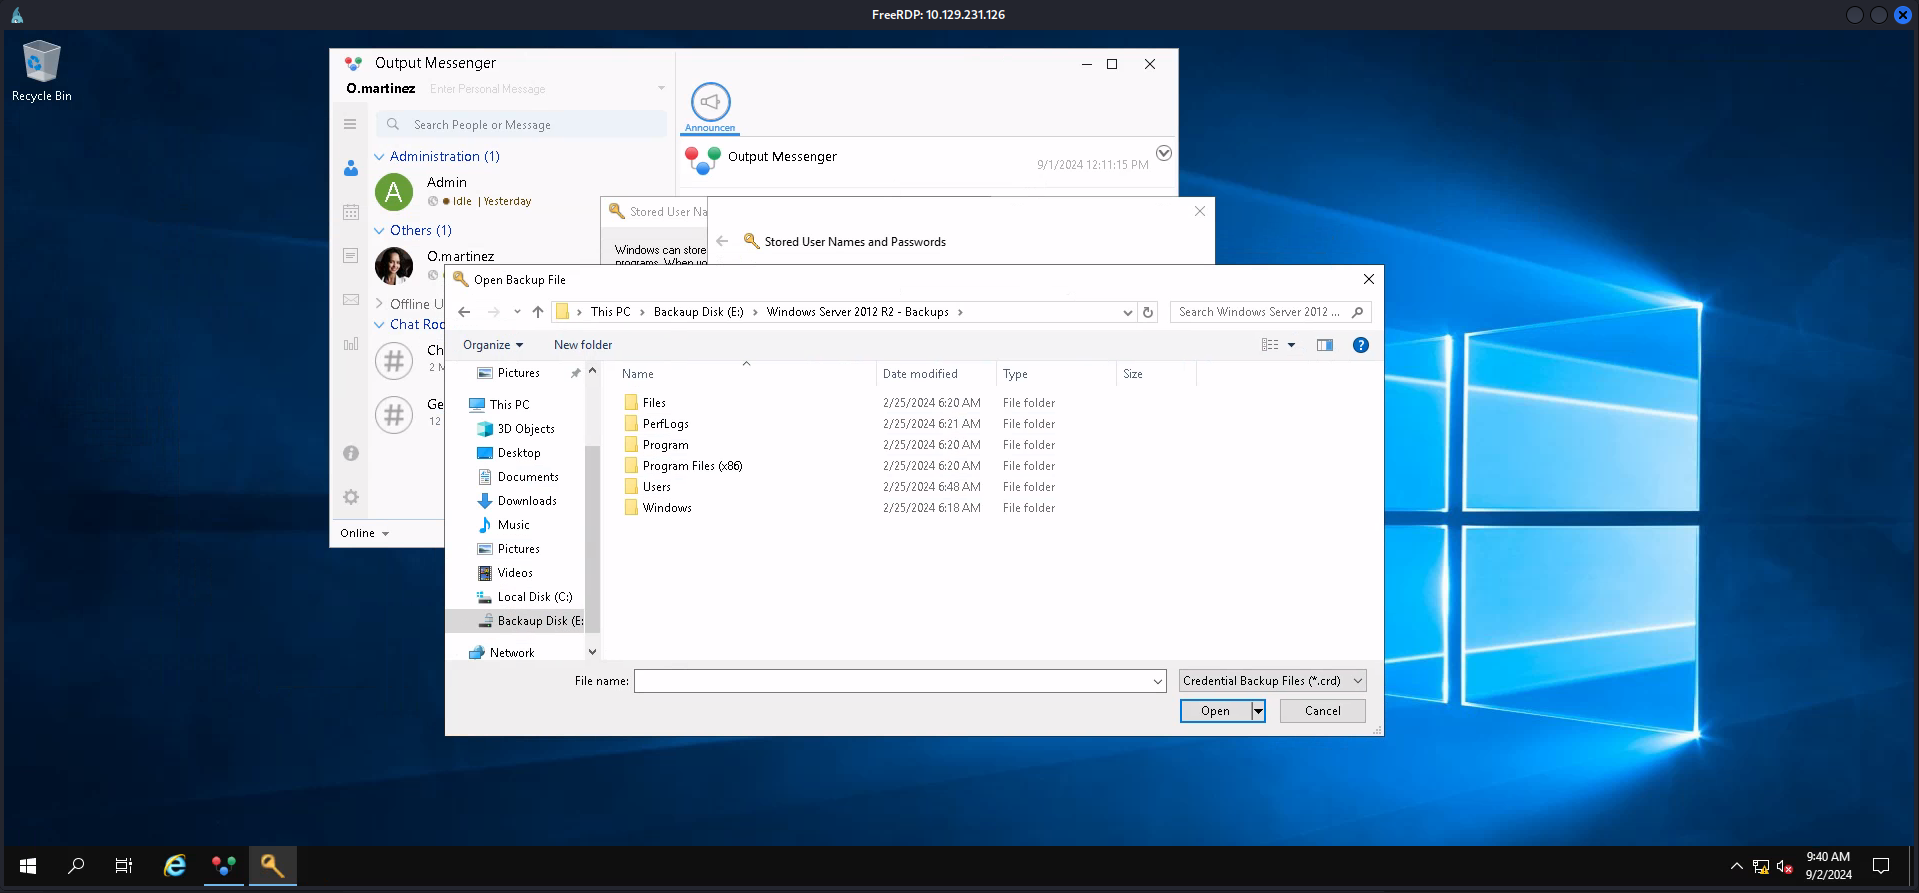 FreeRDP: 10.129.231.126
Recycle Bin
Output Messenger
O.martinez Enter Personal Message
Search People or Message
Administration (1)
Admin
Idle | Yesterday
Others (1)
O.martinez
Offline U
Chat Roo
Ch
2 M
Ge
12
Online
Announcen
Output Messenger
9/1/2024 12:11:15 PM
Stored User Na
Windows can store
programs. When yo
Stored User Names and Passwords
Open Backup File
This PC > Backaup Disk (E:) > Windows Server 2012 R2 - Backups >
Search Windows Server 2012 ...
Organize New folder
Pictures
This PC
3D Objects
Desktop
Documents
Downloads
Music
Pictures
Videos
Local Disk (C:)
Backaup Disk (E:
Network
Name Date modified Type Size
Files 2/25/2024 6:20 AM File folder
PerfLogs 2/25/2024 6:21 AM File folder
Program 2/25/2024 6:20 AM File folder
Program Files (x86) 2/25/2024 6:20 AM File folder
Users 2/25/2024 6:48 AM File folder
Windows 2/25/2024 6:18 AM File folder
File name: Credential Backup Files (*.crd)
Open Cancel
9:40 AM
9/2/2024